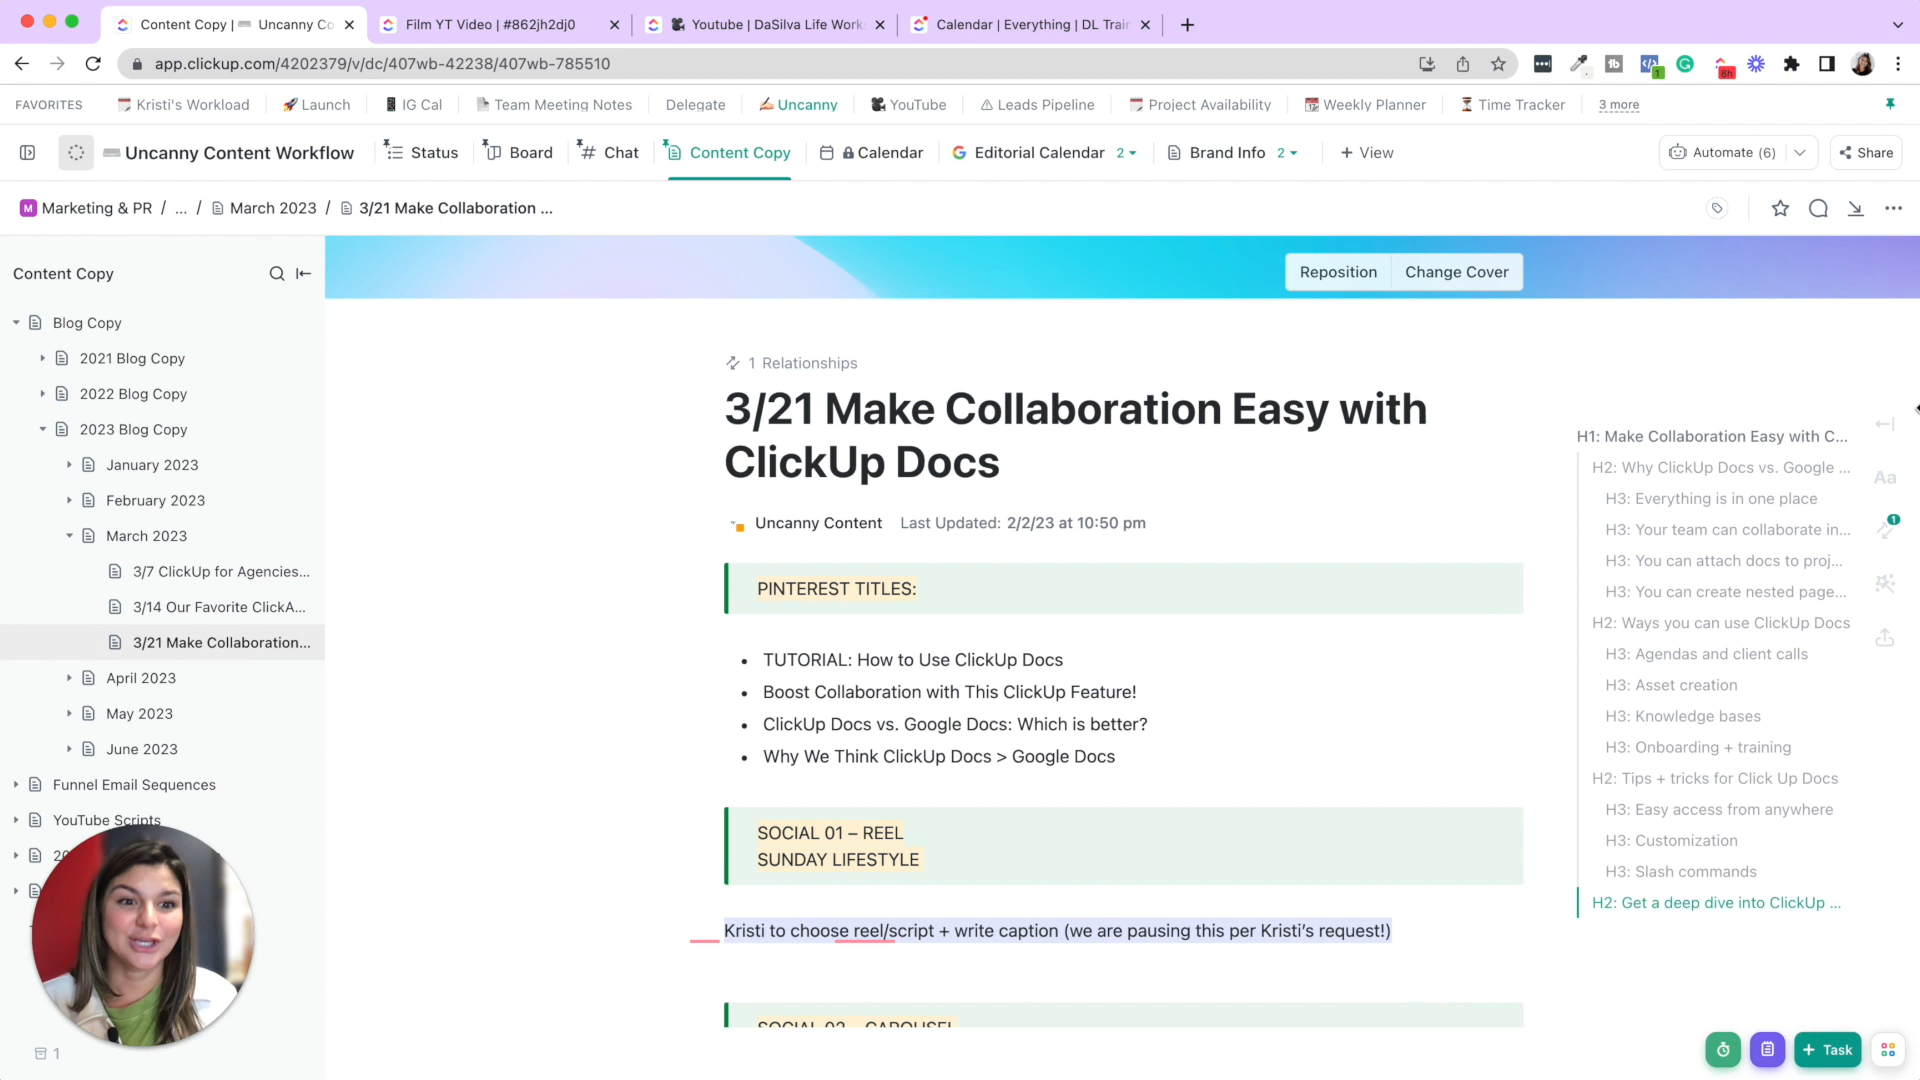 Content Copy | Uncanny Co
Film YT Video | #862jh2dj0
Youtube | DaSilva Life Work
Calendar | Everything | DL Trai
app.clickup.com/4202379/v/dc/407wb-42238/407wb-785510
FAVORITES
Kristi's Workload
Launch
IG Cal
Team Meeting Notes
Delegate
Uncanny
YouTube
Leads Pipeline
Project Availability
Weekly Planner
Time Tracker
3 more
Uncanny Content Workflow
Status
Board
Chat
Content Copy
Calendar
Editorial Calendar 2
Brand Info 2
+ View
Automate (6)
Share
M Marketing & PR / ... / March 2023 / 3/21 Make Collaboration ...
Content Copy
Blog Copy
2021 Blog Copy
2022 Blog Copy
2023 Blog Copy
January 2023
February 2023
March 2023
3/7 ClickUp for Agencies...
3/14 Our Favorite ClickA...
3/21 Make Collaboration...
April 2023
May 2023
June 2023
Funnel Email Sequences
YouTube Scripts
1
Reposition
Change Cover
1 Relationships
3/21 Make Collaboration Easy with
ClickUp Docs
Uncanny Content Last Updated: 2/2/23 at 10:50 pm
PINTEREST TITLES:
• TUTORIAL: How to Use ClickUp Docs
• Boost Collaboration with This ClickUp Feature!
• ClickUp Docs vs. Google Docs: Which is better?
• Why We Think ClickUp Docs > Google Docs
SOCIAL 01 – REEL
SUNDAY LIFESTYLE
Kristi to choose reel/script + write caption (we are pausing this per Kristi’s request!)
SOCIAL 02 – CAROUSEL
H1: Make Collaboration Easy with C...
H2: Why ClickUp Docs vs. Google ...
H3: Everything is in one place
H3: Your team can collaborate in...
H3: You can attach docs to proj...
H3: You can create nested page...
H2: Ways you can use ClickUp Docs
H3: Agendas and client calls
H3: Asset creation
H3: Knowledge bases
H3: Onboarding + training
H2: Tips + tricks for Click Up Docs
H3: Easy access from anywhere
H3: Customization
H3: Slash commands
H2: Get a deep dive into ClickUp ...
Aa
1
+ Task